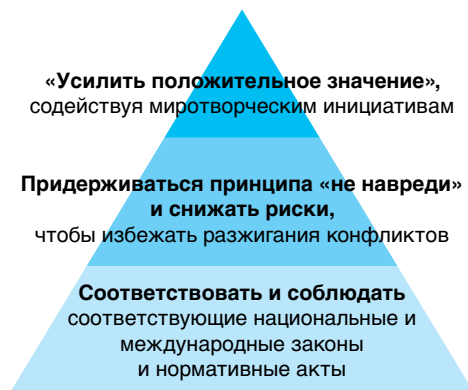 «Усилить положительное значение»,
содействуя миротворческим инициативам
Придерживаться принципа «не навреди»
и снижать риски,
чтобы избежать разжигания конфликтов
Соответствовать и соблюдать
соответствующие национальные и
международные законы
и нормативные акты